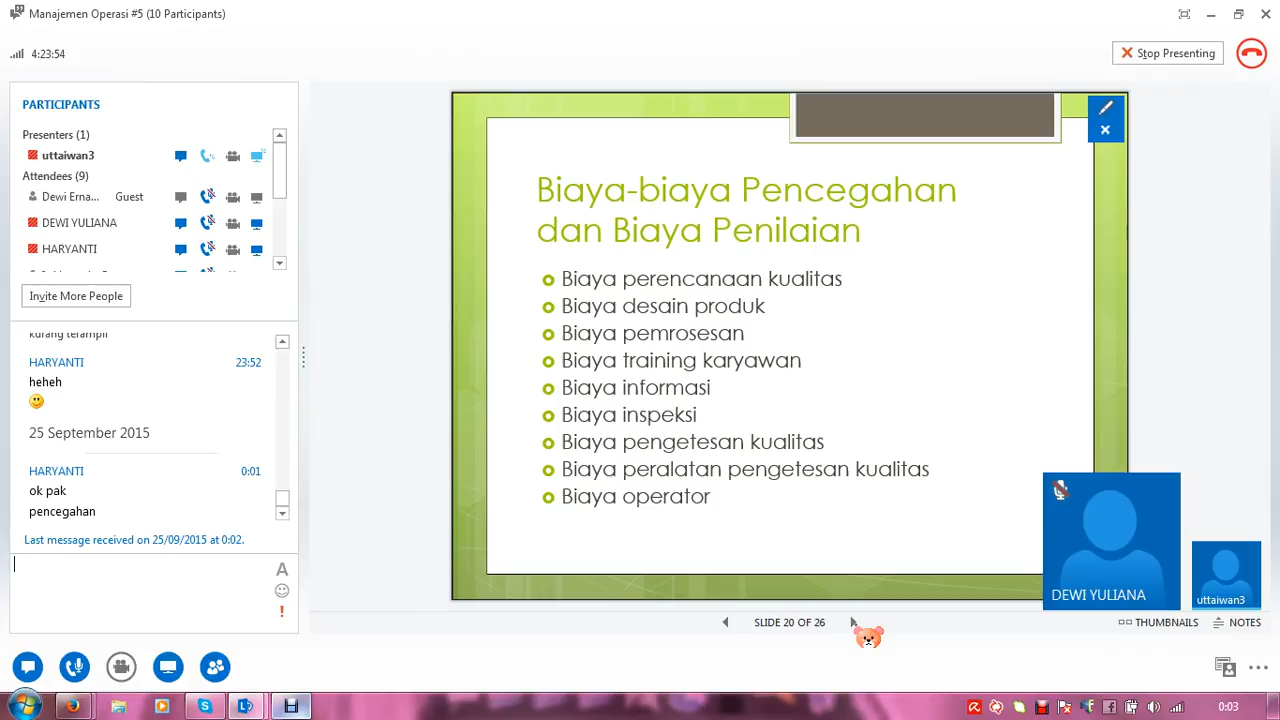 Manajemen Operasi #5 (10 Participants)
4:23:54
Stop Presenting
PARTICIPANTS
Presenters (1)
uttaiwan3
Attendees (9)
Dewi Erna... Guest
DEWI YULIANA
HARYANTI
Invite More People
kurang terampil
HARYANTI 23:52
heheh
25 September 2015
HARYANTI 0:01
ok pak
pencegahan
Last message received on 25/09/2015 at 0:02.
A
Biaya-biaya Pencegahan
dan Biaya Penilaian
Biaya perencanaan kualitas
Biaya desain produk
Biaya pemrosesan
Biaya training karyawan
Biaya informasi
Biaya inspeksi
Biaya pengetesan kualitas
Biaya peralatan pengetesan kualitas
Biaya operator
DEWI YULIANA
uttaiwan3
SLIDE 20 OF 26
THUMBNAILS
NOTES
0:03